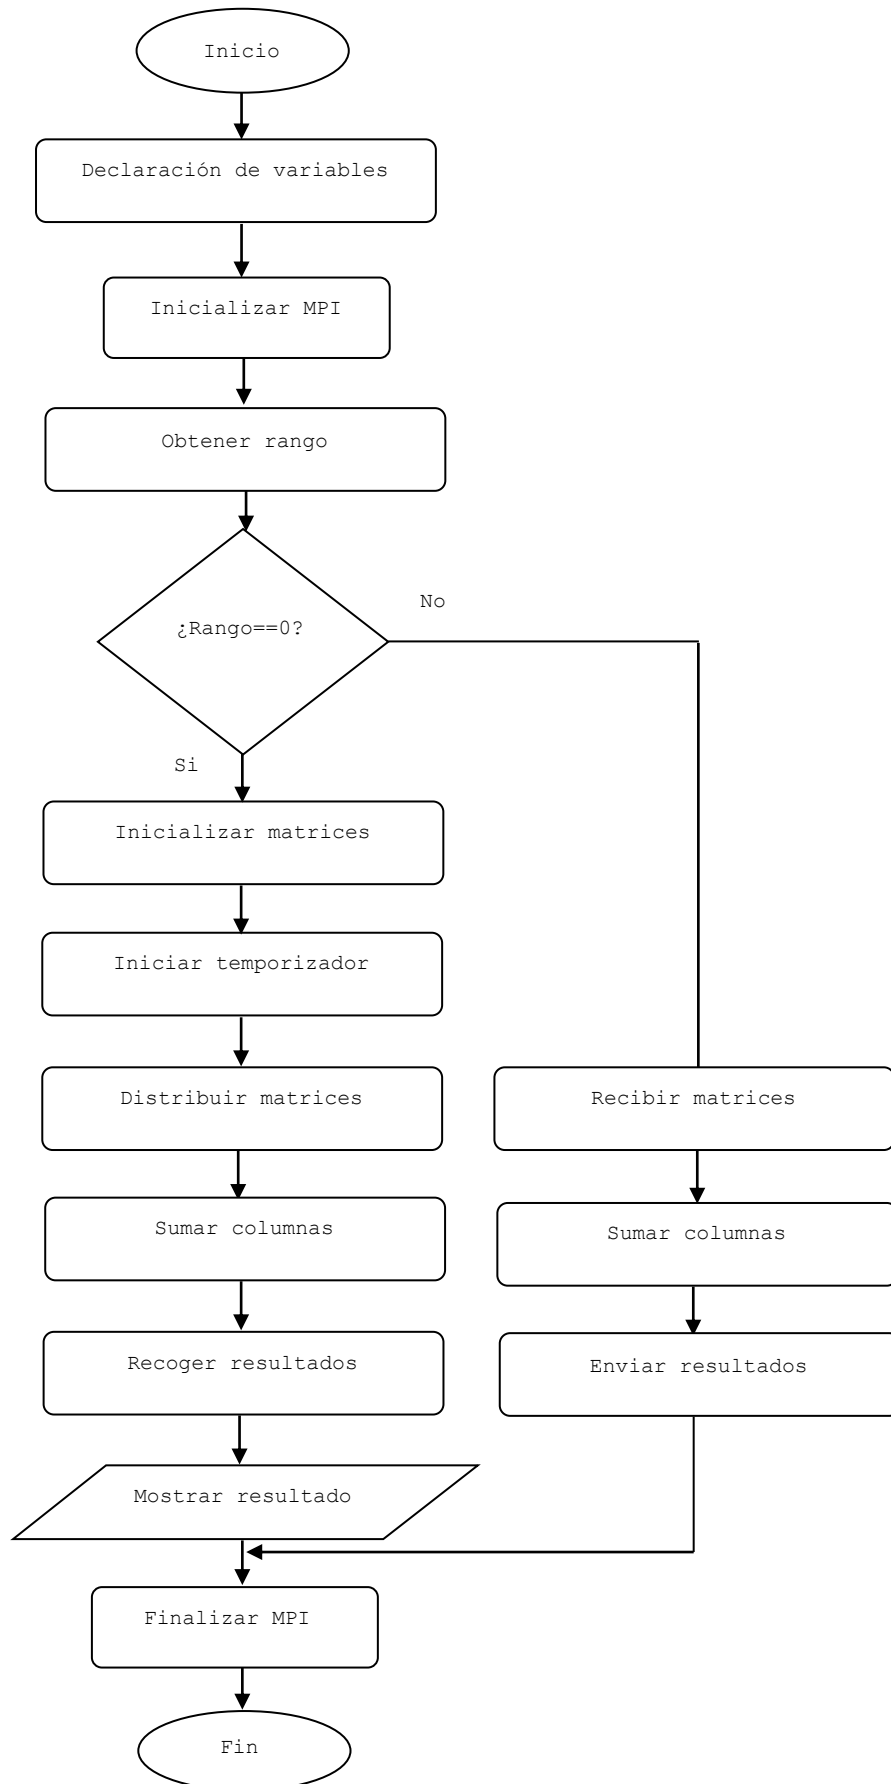 Inicio
Declaración de variables
Inicializar MPI
Obtener rango
¿Rango==0?
No
Si
Inicializar matrices
Iniciar temporizador
Distribuir matrices
Sumar columnas
Recoger resultados
Mostrar resultado
Recibir matrices
Sumar columnas
Enviar resultados
Finalizar MPI
Fin